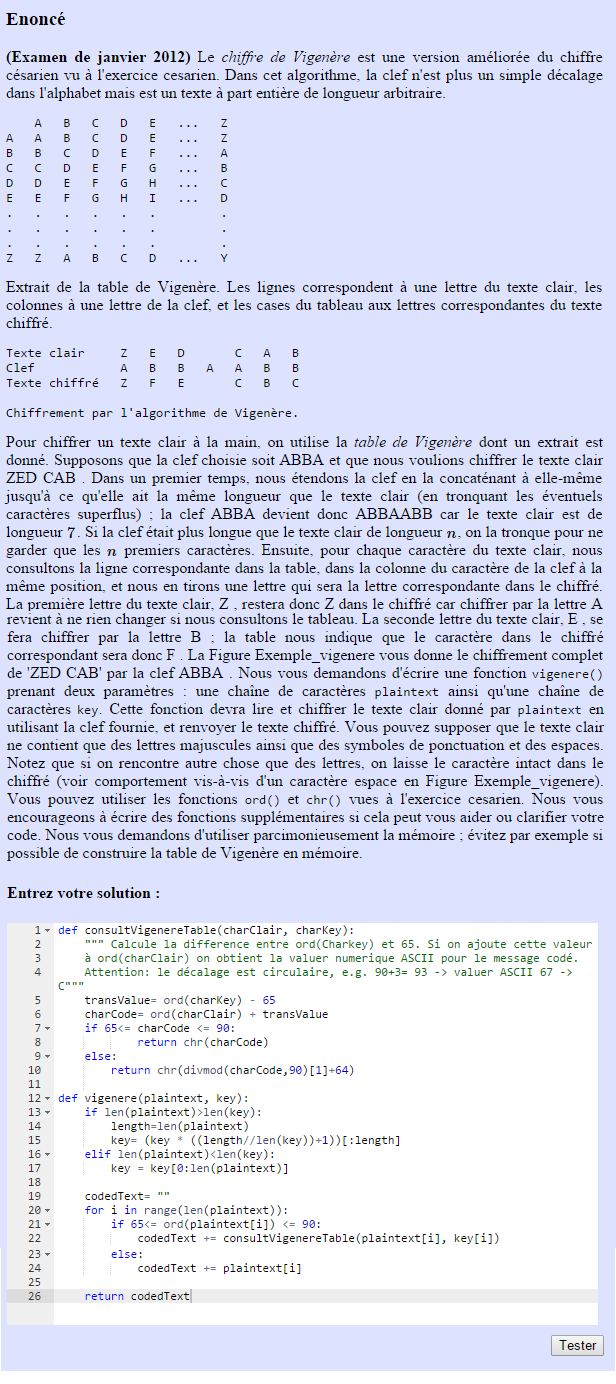 Enoncé
(Examen de janvier 2012) Le chiffre de Vigenère est une version améliorée du chiffre
césarien vu à l'exercice cesarien. Dans cet algorithme, la clef n'est plus un simple décalage
dans l'alphabet mais est un texte à part entière de longueur arbitraire.
A B C D E ... Z
A A B C D E ... Z
B B C D E F ... A
C C D E F G ... B
D D E F G H ... C
E E F G H I ... D
. . . . . . .
. . . . . . .
. . . . . . .
Z Z A B C D ... Y
Extrait de la table de Vigenère. Les lignes correspondent à une lettre du texte clair, les
colonnes à une lettre de la clef, et les cases du tableau aux lettres correspondantes du texte
chiffré.
Texte clair Z E D C A B
Clef A B B A A B B
Texte chiffré Z F E C B C
Chiffrement par l'algorithme de Vigenère.
Pour chiffrer un texte clair à la main, on utilise la table de Vigenère dont un extrait est
donné. Supposons que la clef choisie soit ABBA et que nous voulions chiffrer le texte clair
ZED CAB . Dans un premier temps, nous étendons la clef en la concaténant à elle-même
jusqu'à ce qu'elle ait la même longueur que le texte clair (en tronquant les éventuels
caractères superflus) ; la clef ABBA devient donc ABBAABB car le texte clair est de
longueur 7. Si la clef était plus longue que le texte clair de longueur n, on la tronque pour ne
garder que les n premiers caractères. Ensuite, pour chaque caractère du texte clair, nous
consultons la ligne correspondante dans la table, dans la colonne du caractère de la clef à la
même position, et nous en tirons une lettre qui sera la lettre correspondante dans le chiffré.
La première lettre du texte clair, Z , restera donc Z dans le chiffré car chiffrer par la lettre A
revient à ne rien changer si nous consultons le tableau. La seconde lettre du texte clair, E , se
fera chiffrer par la lettre B ; la table nous indique que le caractère dans le chiffré
correspondant sera donc F . La Figure Exemple_vigenere vous donne le chiffrement complet
de 'ZED CAB' par la clef ABBA . Nous vous demandons d'écrire une fonction vigenere()
prenant deux paramètres : une chaîne de caractères plaintext ainsi qu'une chaîne de
caractères key. Cette fonction devra lire et chiffrer le texte clair donné par plaintext en
utilisant la clef fournie, et renvoyer le texte chiffré. Vous pouvez supposer que le texte clair
ne contient que des lettres majuscules ainsi que des symboles de ponctuation et des espaces.
Notez que si on rencontre autre chose que des lettres, on laisse le caractère intact dans le
chiffré (voir comportement vis-à-vis d'un caractère espace en Figure Exemple_vigenere).
Vous pouvez utiliser les fonctions ord() et chr() vues à l'exercice cesarien. Nous vous
encourageons à écrire des fonctions supplémentaires si cela peut vous aider ou clarifier votre
code. Nous vous demandons d'utiliser parcimonieusement la mémoire ; évitez par exemple si
possible de construire la table de Vigenère en mémoire.
Entrez votre solution :
1 def consultVigenereTable(charClair, charKey):
2 """ Calcule la difference entre ord(Charkey) et 65. Si on ajoute cette valeur
3 à ord(charClair) on obtient la valuer numerique ASCII pour le message codé.
4 Attention: le décalage est circulaire, e.g. 90+3= 93 -> valuer ASCII 67 ->
C"""
5 transValue= ord(charKey) - 65
6 charCode= ord(charClair) + transValue
7 if 65<= charCode <= 90:
8 return chr(charCode)
9 else:
10 return chr(divmod(charCode,90)[1]+64)
11
12 def vigenere(plaintext, key):
13 if len(plaintext)>len(key):
14 length=len(plaintext)
15 key= (key * ((length//len(key))+1))[:length]
16 elif len(plaintext)<len(key):
17 key = key[0:len(plaintext)]
18
19 codedText= ""
20 for i in range(len(plaintext)):
21 if 65<= ord(plaintext[i]) <= 90:
22 codedText += consultVigenereTable(plaintext[i], key[i])
23 else:
24 codedText += plaintext[i]
25
26 return codedText
Tester